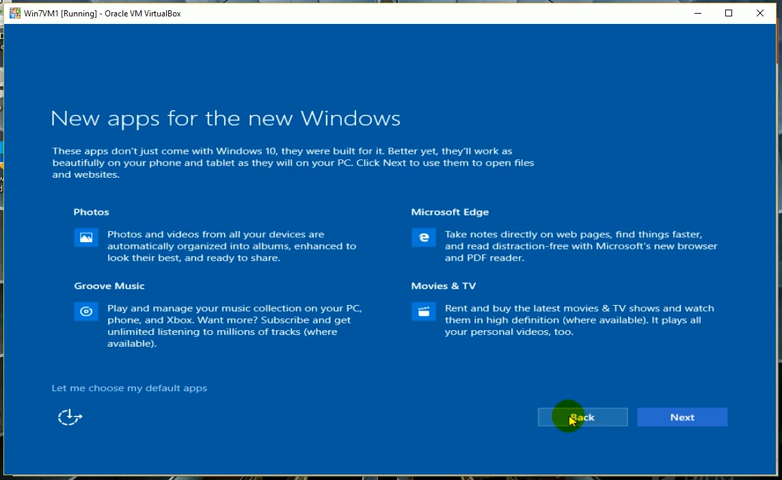 Win7VM1 [Running] - Oracle VM VirtualBox
New apps for the new Windows
These apps don't just come with Windows 10, they were built for it. Better yet, they'll work as
beautifully on your phone and tablet as they will on your PC. Click Next to use them to open files
and websites.
Photos
Photos and videos from all your devices are
automatically organized into albums, enhanced to
look their best, and ready to share.
Microsoft Edge
Take notes directly on web pages, find things faster,
and read distraction-free with Microsoft's new browser
and PDF reader.
Groove Music
Play and manage your music collection on your PC,
phone, and Xbox. Want more? Subscribe and get
unlimited listening to millions of tracks (where
available).
Movies & TV
Rent and buy the latest movies & TV shows and watch
them in high definition (where available). It plays all
your personal videos, too.
Let me choose my default apps
Back
Next